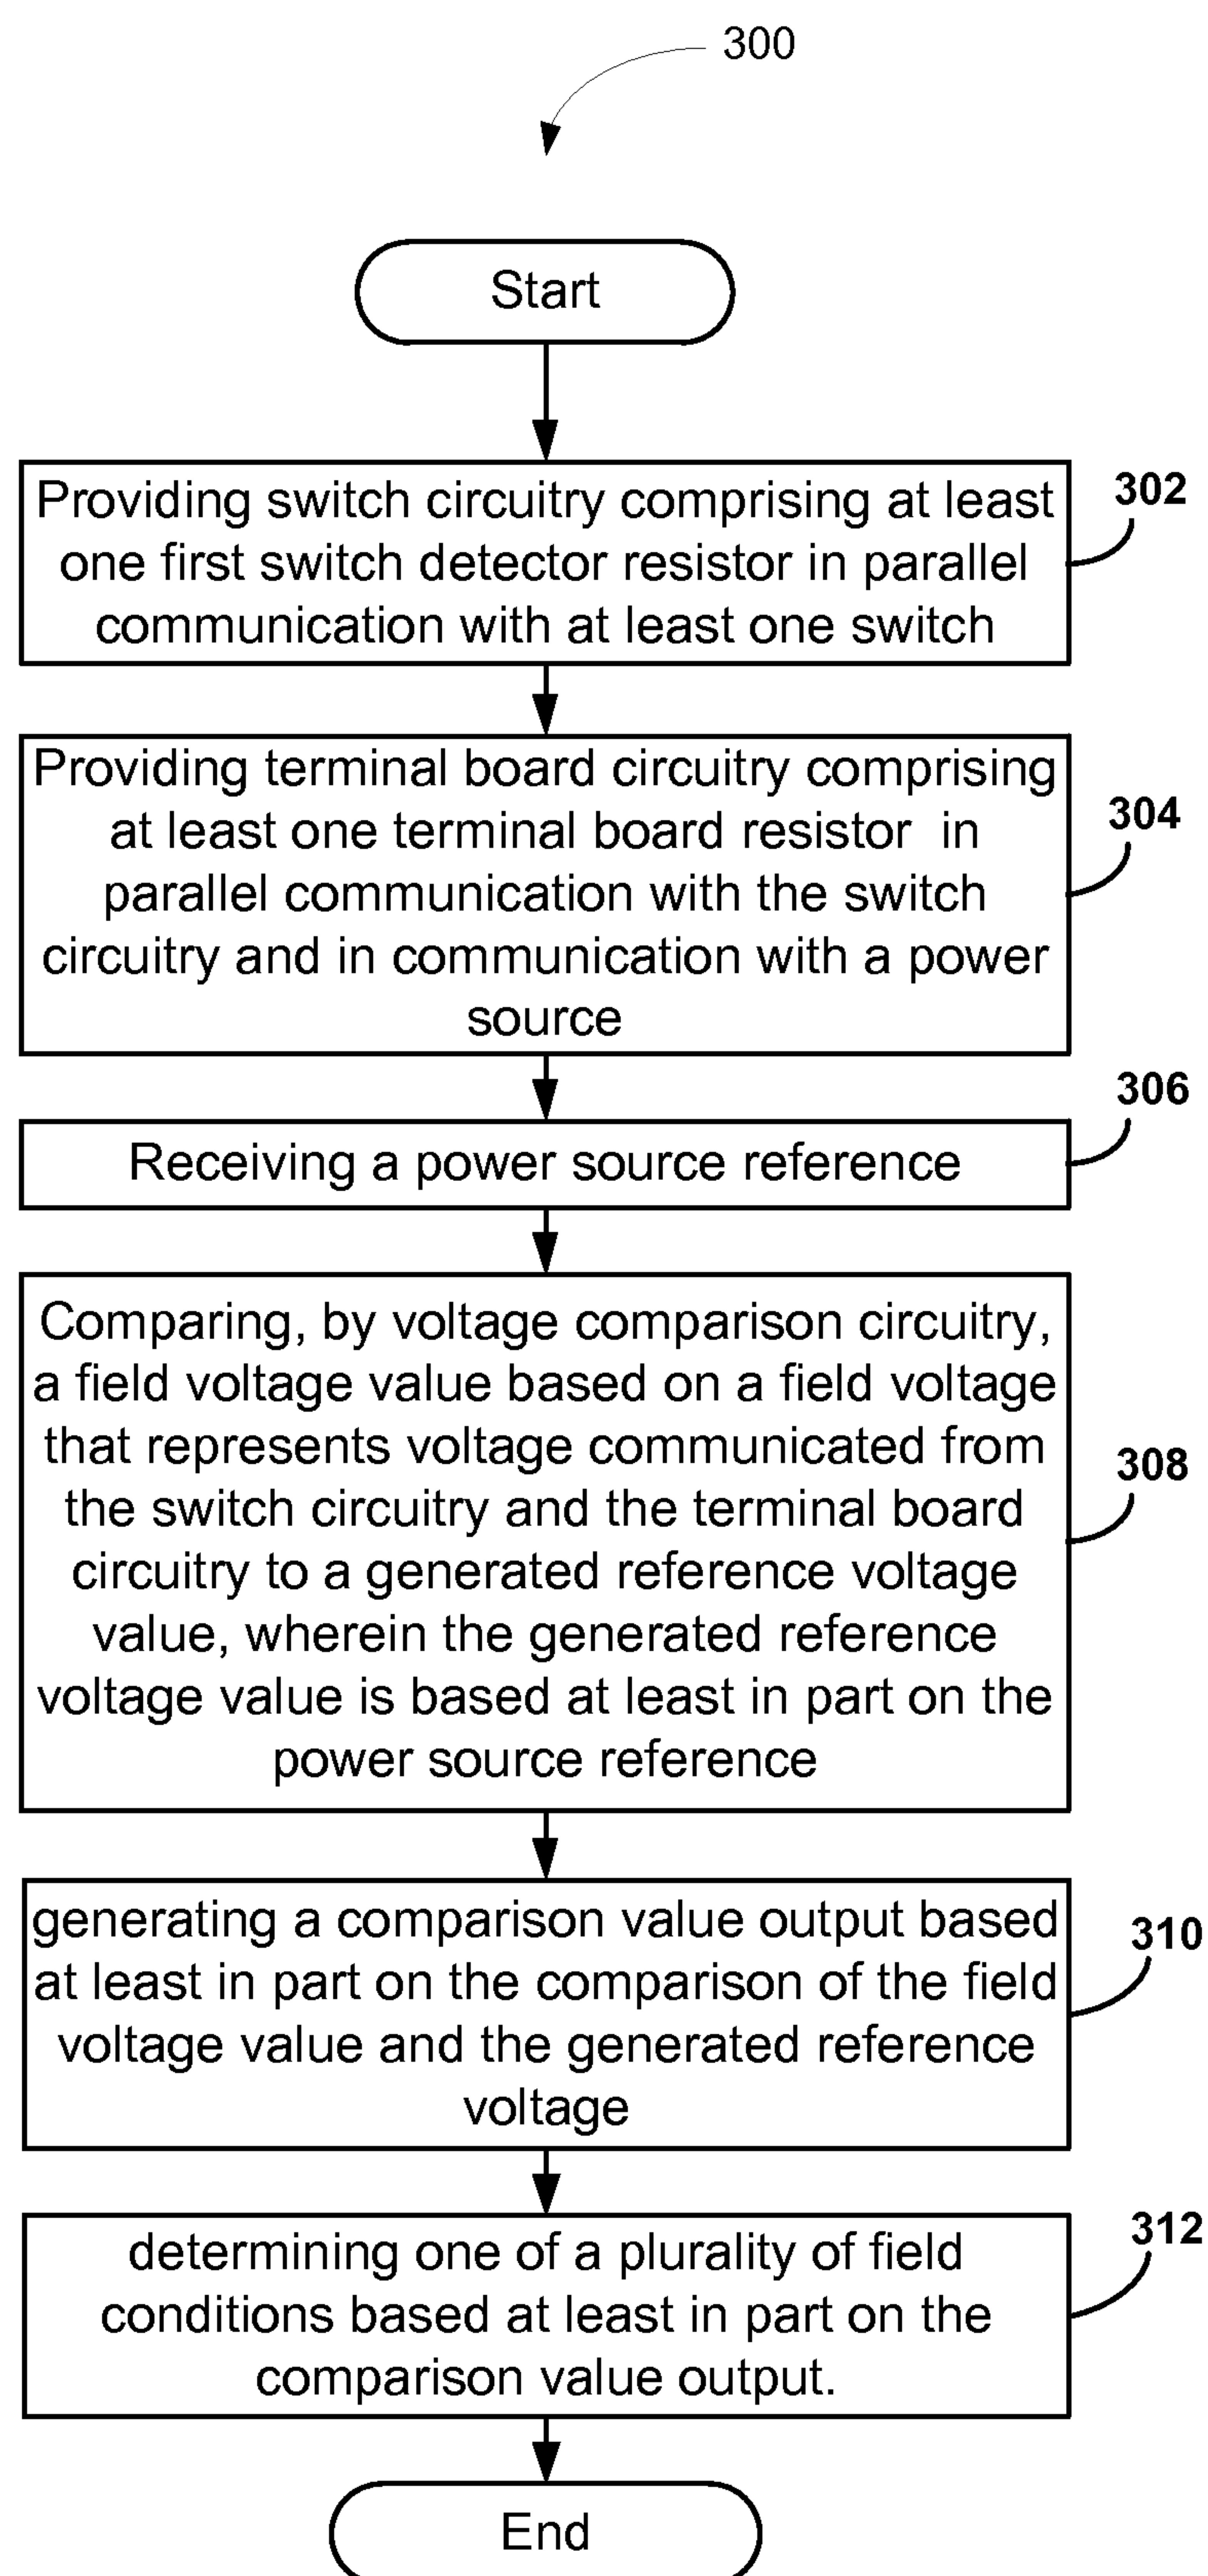 300
Start
Providing switch circuitry comprising at least
one first switch detector resistor in parallel
communication with at least one switch
302
Providing terminal board circuitry comprising
at least one terminal board resistor in
parallel communication with the switch
circuitry and in communication with a power
source
304
Receiving a power source reference
306
Comparing, by voltage comparison circuitry,
a field voltage value based on a field voltage
that represents voltage communicated from
the switch circuitry and the terminal board
circuitry to a generated reference voltage
value, wherein the generated reference
voltage value is based at least in part on the
power source reference
308
generating a comparison value output based
at least in part on the comparison of the field
voltage value and the generated reference
voltage
310
determining one of a plurality of field
conditions based at least in part on the
comparison value output.
312
End